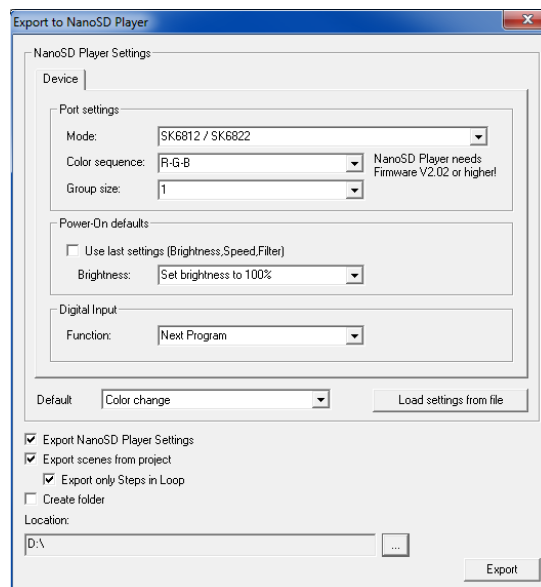 Export to NanoSD Player
NanoSD Player Settings
Device
Port settings
Mode: SK6812 / SK6822
Color sequence: R-G-B
NanoSD Player needs
Firmware V2.02 or higher!
Group size: 1
Power-On defaults
Use last settings (Brightness,Speed,Filter)
Brightness: Set brightness to 100%
Digital Input
Function: Next Program
Default Color change Load settings from file
Export NanoSD Player Settings
Export scenes from project
Export only Steps in Loop
Create folder
Location:
D:\ ...
Export